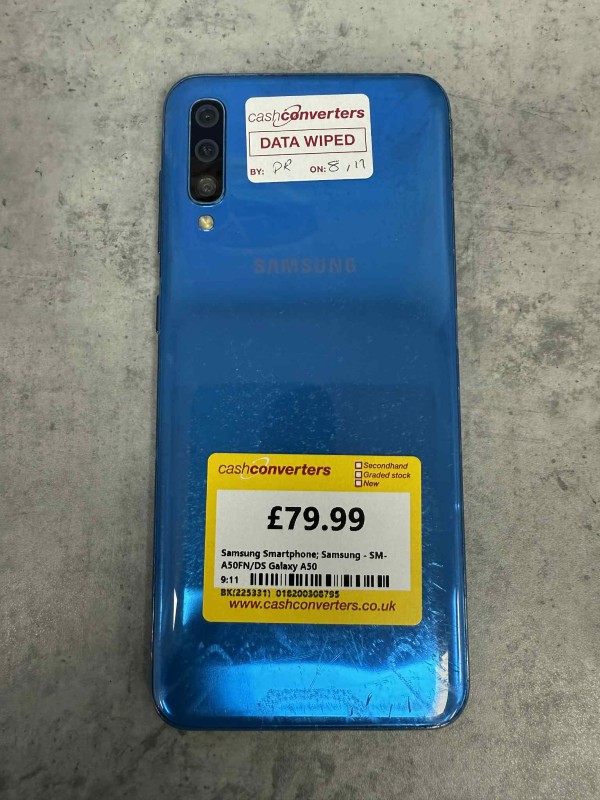 cashconverters
DATA WIPED
BY: DR ON: 8, 11
SAMSUNG
cashconverters
Secondhand
Graded stock
New
£79.99
Samsung Smartphone; Samsung - SM-
A50FN/DS Galaxy A50
9:11
BK(225331) 018200308795
www.cashconverters.co.uk